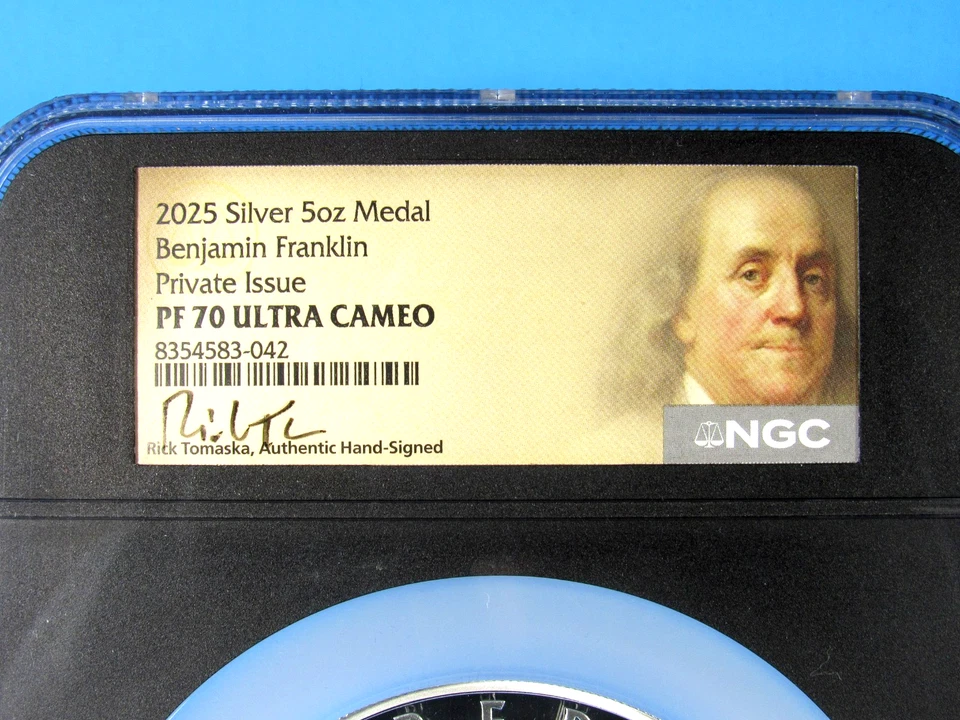 2025 Silver 5oz Medal
Benjamin Franklin
Private Issue
PF 70 ULTRA CAMEO
8354583-042
Rick Tomaska, Authentic Hand-Signed
NGC